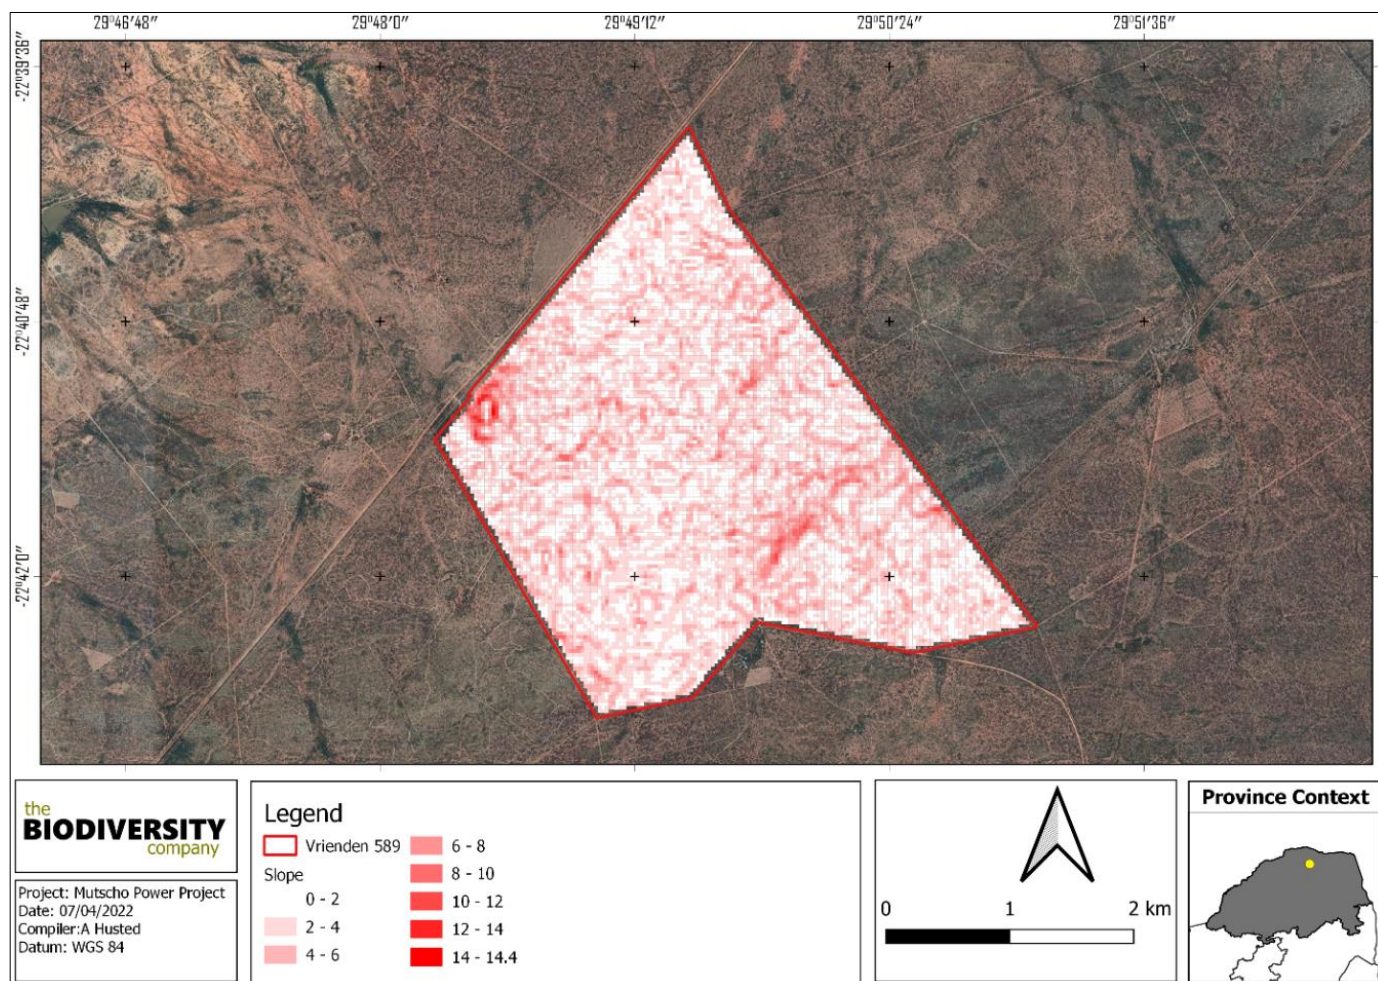 29°46'48" 29°48'0" 29°49'12" 29°50'24" 29°51'36"
-22°39'36"
-22°40'48"
-22°42'0"
the
BIODIVERSITY
company
Project: Mutscho Power Project
Date: 07/04/2022
Compiler:A Husted
Datum: WGS 84
Legend
Vrienden 589
Slope
0 - 2
2 - 4
4 - 6
6 - 8
8 - 10
10 - 12
12 - 14
14 - 14.4
0 1 2 km
Province Context